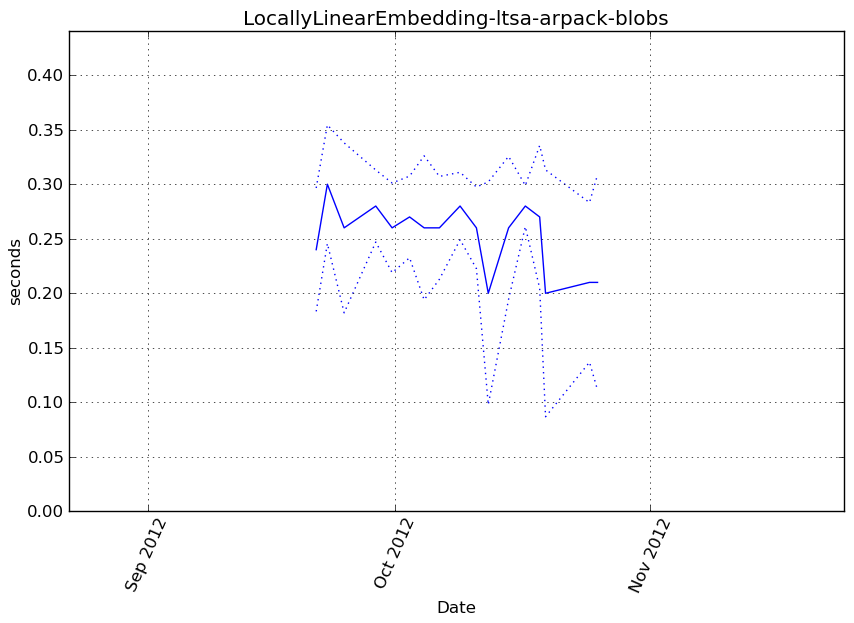 LocallyLinearEmbedding-ltsa-arpack-blobs
0.40
0.35
0.30
0.25
0.20
0.15
0.10
0.05
0.00
seconds
Sep 2012
Oct 2012
Nov 2012
Date